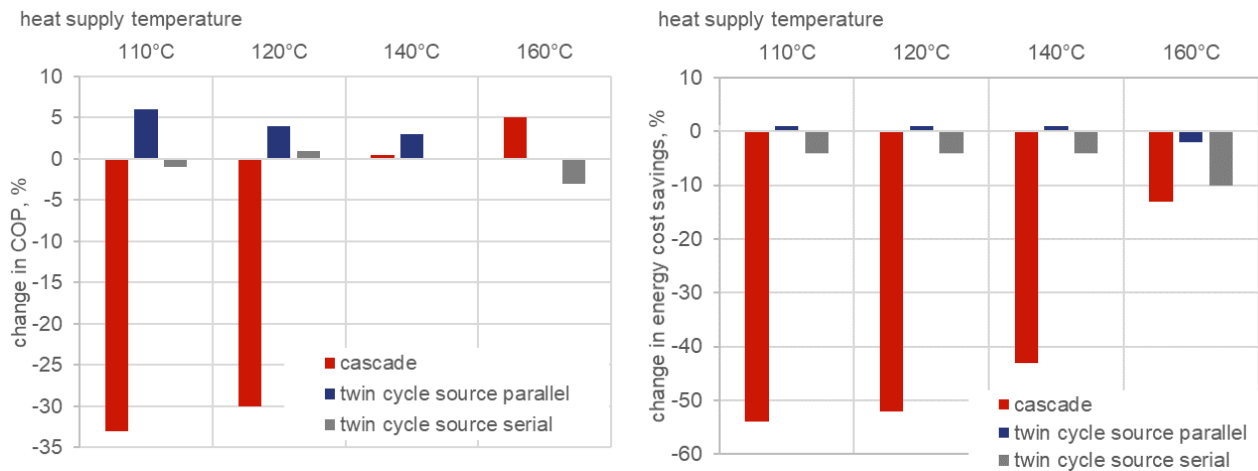 heat supply temperature
110°C 120°C 140°C 160°C
10
5
0
-5
-10
-15
-20
-25
-30
-35
change in COP, %
cascade
twin cycle source parallel
twin cycle source serial
heat supply temperature
110°C 120°C 140°C 160°C
10
0
-10
-20
-30
-40
-50
-60
change in energy cost savings, %
cascade
twin cycle source parallel
twin cycle source serial